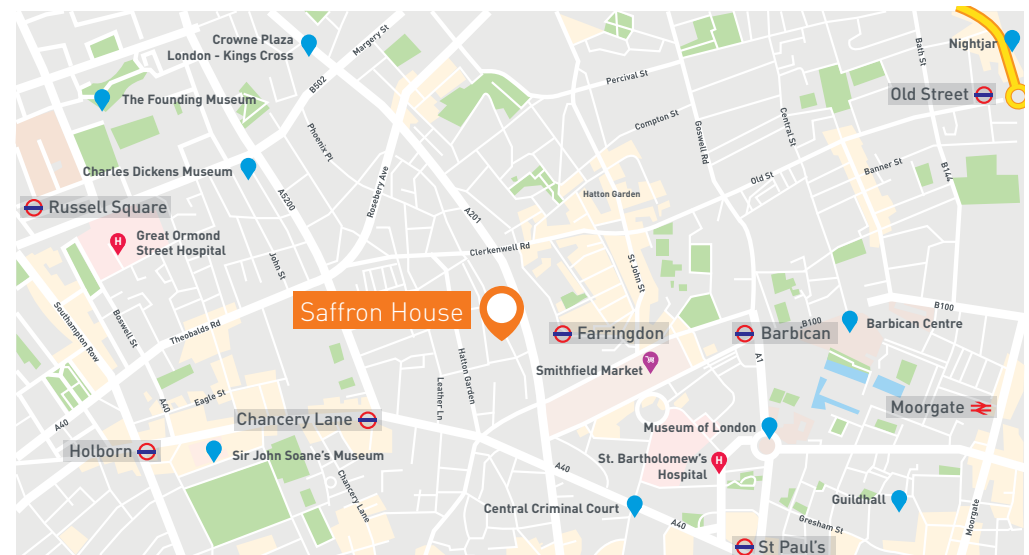 Crowne Plaza
London - Kings Cross
Margery St
Bath St
Nightjar
B502
Percival St
Old Street
The Founding Museum
Compton St
Central St
Goswell Rd
Phoenix Pl
Charles Dickens Museum
Rosebery Ave
Old St
Banner St
B144
Russell Square
A5200
Hatton Garden
A201
Great Ormond
Street Hospital
Clerkenwell Rd
John St
St John St
Saffron House
Southampton Row
Boswell St
Theobalds Rd
Farringdon
Barbican
B100
B100
Barbican Centre
Hatton Garden
Leather Ln
Smithfield Market
A1
Eagle St
A40
A40
Chancery Lane
Moorgate
Museum of London
Holborn
Sir John Soane's Museum
St. Bartholomew's
Hospital
H
H
A40
Chancery Lane
Central Criminal Court
A40
Guildhall
Gresham St
Moorgate
St Paul's